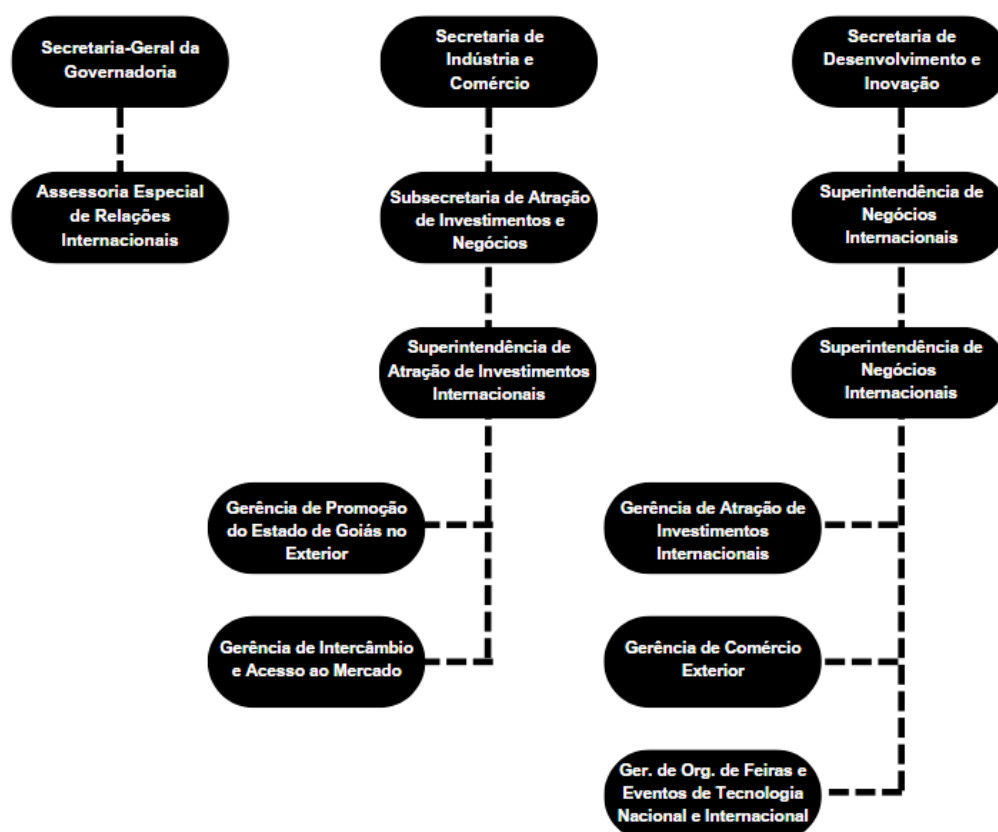 Secretaria-Geral da
Governadoria
Secretaria de
Indústria e
Comércio
Secretaria de
Desenvolvimento e
Inovação
Assessoria Especial
de Relações
Internacionais
Subsecretaria de Atração
de Investimentos e
Negócios
Superintendência de
Negócios
Internacionais
Superintendência de
Atração de Investimentos
Internacionais
Superintendência de
Negócios
Internacionais
Gerência de Promoção
do Estado de Goiás no
Exterior
Gerência de Atração de
Investimentos
Internacionais
Gerência de Intercâmbio
e Acesso ao Mercado
Gerência de Comércio
Exterior
Ger. de Org. de Feiras e
Eventos de Tecnologia
Nacional e Internacional